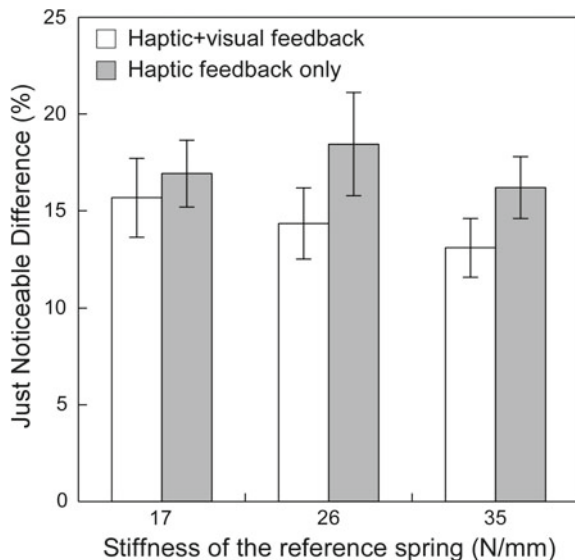 25
20
15
10
5
0
Just Noticeable Difference (%)
Haptic+visual feedback
Haptic feedback only
17 26 35
Stiffness of the reference spring (N/mm)